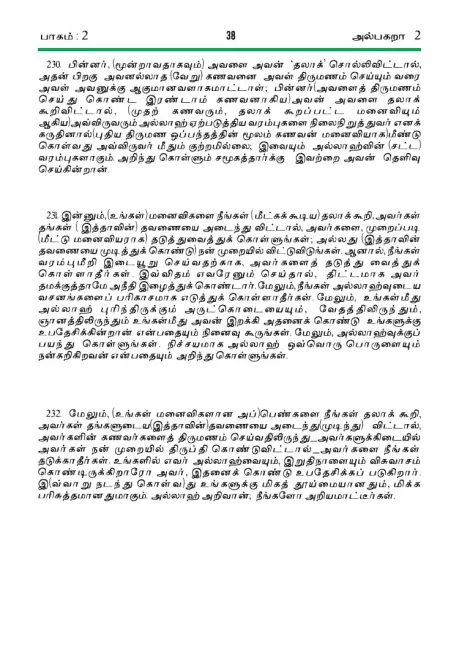 பாகம் : 2 38 அல்பகறா 2
230. பின்னர், (மூன்றாவதாகவும்) அவளை அவன் 'தலாக்' சொல்லிவிட்டால்,
அதன் பிறகு அவனல்லாத (வேறு) கணவனை அவள் திருமணம் செய்யும் வரை
அவள் அவனுக்கு ஆகுமானவளாகமாட்டாள்; பின்னர்(அவளைத் திருமணம்
செய்து கொண்ட இரண்டாம் கணவனாகிய)அவன் அவளை தலாக்
கூறிவிட்டால், (முதற் கணவரும், தலாக் கூறப்பட்ட மனைவியும்
ஆகிய)அவ்விருவரும் அல்லாஹ் ஏற்படுத்திய வரம்புகளை நிலைநிறுத்துவர் எனக்
கருதினால்(புதிய திருமண ஒப்பந்தத்தின் மூலம் கணவன் மனைவியாக)மீண்டு
கொள்வது அவ்விருவர் மீதும் குற்றமில்லை; இவையும் அல்லாஹ்வின் (சட்ட)
வரம்புகளாகும். அறிந்து கொள்ளும் சமூகத்தார்க்கு இவற்றை அவன் தெளிவு
செய்கின்றான்.
231. இன்னும், (உங்கள்) மனைவிகளை நீங்கள் (மீட்கக்கூடிய) தலாக் கூறி, அவர்கள்
தங்கள் ( இத்தாவின்) தவணையை அடைந்து விட்டால், அவர்களை, முறைப்படி
(மீட்டு மனைவியராக) தடுத்துவைத்துக் கொள்ளுங்கள்; அல்லது (இத்தாவின்
தவணையை முடித்துக் கொண்டு) நன் முறையில் விட்டுவிடுங்கள். ஆனால், நீங்கள்
வரம்புமீறி இடையூறு செய்வதற்காக, அவர்களைத் தடுத்து வைத்துக்
கொள்ளாதீர்கள். இவ்விதம் எவரேனும் செய்தால், திட்டமாக அவர்
தமக்குத்தாமே அநீதி இழைத்துக் கொண்டார். மேலும், நீங்கள் அல்லாஹ்வுடைய
வசனங்களைப் பரிகாசமாக எடுத்துக் கொள்ளாதீர்கள். மேலும், உங்கள்மீது
அல்லாஹ் புரிந்திருக்கும் அருட்கொடையையும், வேதத்திலிருந்தும்,
ஞானத்திலிருந்தும் உங்கள்மீது அவன் இறக்கி அதனைக் கொண்டு உங்களுக்கு
உபதேசிக்கின்றான் என்பதையும் நினைவு கூருங்கள். மேலும், அல்லாஹ்வுக்குப்
பயந்து கொள்ளுங்கள். நிச்சயமாக அல்லாஹ் ஒவ்வொரு பொருளையும்
நன்கறிகிறவன் என்பதையும் அறிந்து கொள்ளுங்கள்.
232. மேலும், (உங்கள் மனைவிகளான அப்)பெண்களை நீங்கள் தலாக் கூறி,
அவர்கள் தங்களுடைய(இத்தாவின்)தவணையை அடைந்து(முடிந்து) விட்டால்,
அவர்களின் கணவர்களைத் திருமணம் செய்வதிலிருந்து_அவர்களுக்கிடையில்
அவர்கள் நன் முறையில் திருப்தி கொண்டுவிட்டால்_அவர்களை நீங்கள்
தடுக்காதீர்கள். உங்களில் எவர் அல்லாஹ்வையும், இறுதிநாளையும் விசுவாசம்
கொண்டிருக்கிறாரோ அவர், இதனைக் கொண்டு உபதேசிக்கப் படுகிறார்.
இ(வ்வாறு நடந்து கொள்வ)து உங்களுக்கு மிகத் தூய்மையானதும், மிக்க
பரிசுத்தமானதுமாகும். அல்லாஹ் அறிவான்; நீங்களோ அறியமாட்டீர்கள்.